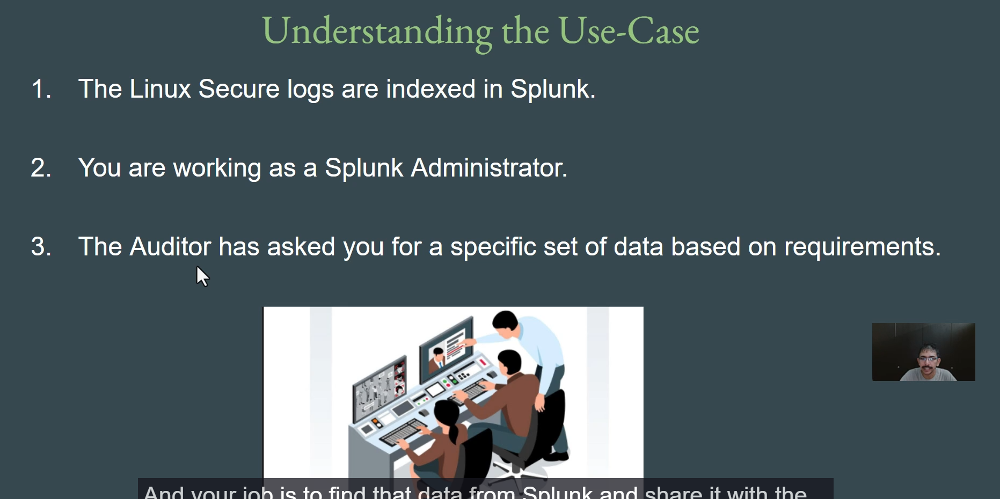 Understanding the Use-Case
1. The Linux Secure logs are indexed in Splunk.
2. You are working as a Splunk Administrator.
3. The Auditor has asked you for a specific set of data based on requirements.
And your job is to find that data from Splunk and share it with the